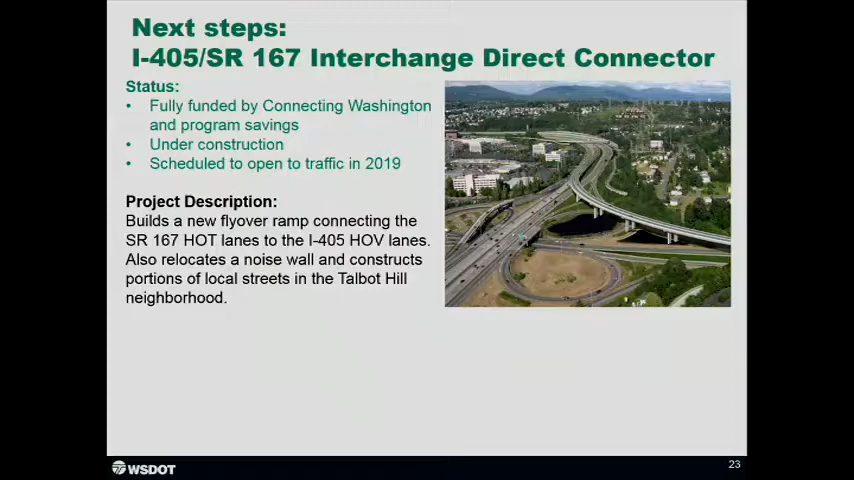 Next steps:
I-405/SR 167 Interchange Direct Connector
Status:
• Fully funded by Connecting Washington
and program savings
• Under construction
• Scheduled to open to traffic in 2019
Project Description:
Builds a new flyover ramp connecting the
SR 167 HOT lanes to the I-405 HOV lanes.
Also relocates a noise wall and constructs
portions of local streets in the Talbot Hill
neighborhood.
WSDOT
23